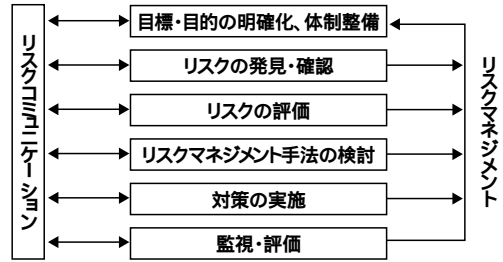 リスクコミュニケーション
目標・目的の明確化、体制整備
リスクの発見・確認
リスクの評価
リスクマネジメント手法の検討
対策の実施
監視・評価
リスクマネジメント